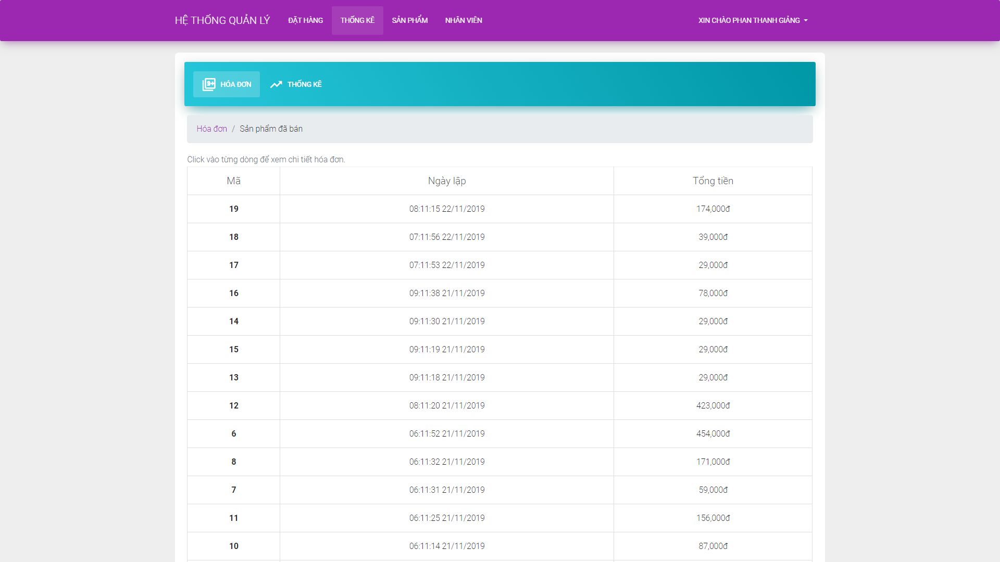 HỆ THỐNG QUẢN LÝ ĐẶT HÀNG THỐNG KÊ SẢN PHẨM NHÂN VIÊN XIN CHÀO PHAN THANH GIẢNG
9+ HÓA ĐƠN THỐNG KÊ
Hóa đơn / Sản phẩm đã bán
Click vào từng dòng để xem chi tiết hóa đơn.
Mã Ngày lập Tổng tiền
19 08:11:15 22/11/2019 174,000đ
18 07:11:56 22/11/2019 39,000đ
17 07:11:53 22/11/2019 29,000đ
16 09:11:38 21/11/2019 78,000đ
14 09:11:30 21/11/2019 29,000đ
15 09:11:19 21/11/2019 29,000đ
13 09:11:18 21/11/2019 29,000đ
12 08:11:20 21/11/2019 423,000đ
6 06:11:52 21/11/2019 454,000đ
8 06:11:32 21/11/2019 171,000đ
7 06:11:31 21/11/2019 59,000đ
11 06:11:25 21/11/2019 156,000đ
10 06:11:14 21/11/2019 87,000đ